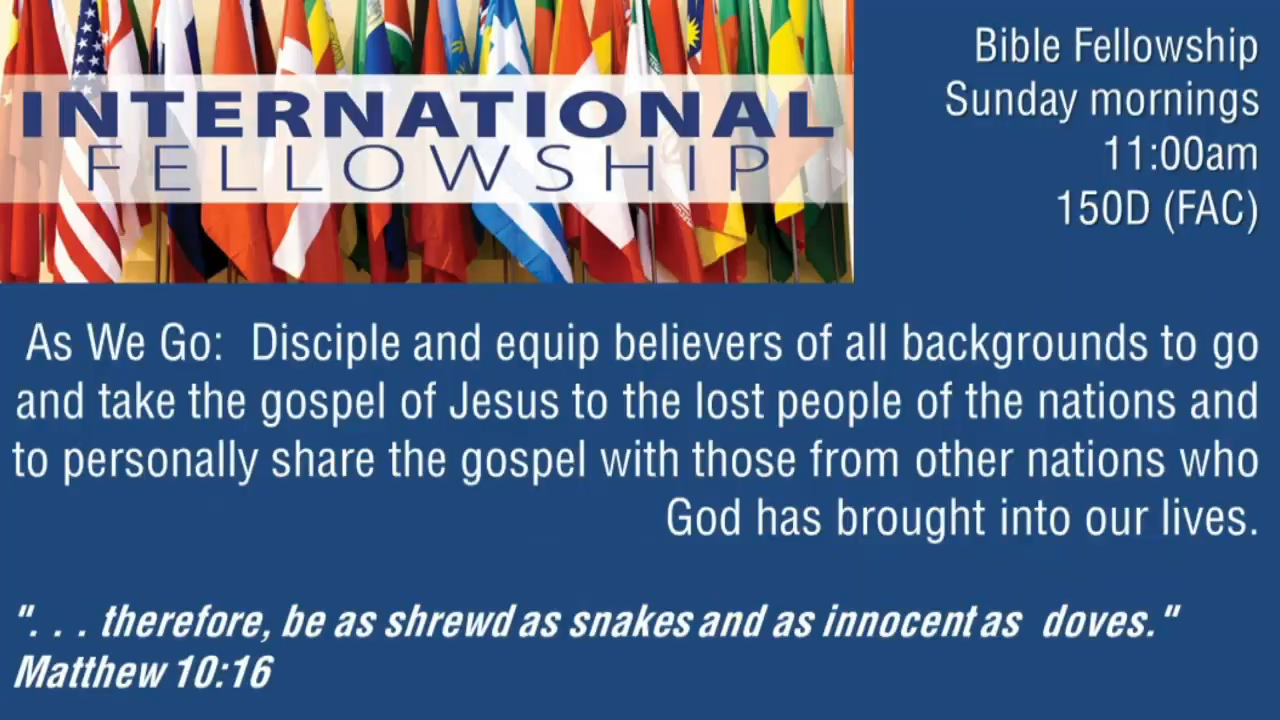 INTERNATIONAL
FELLOWSHIP
Bible Fellowship
Sunday mornings
11:00am
150D (FAC)
As We Go:  Disciple and equip believers of all backgrounds to go
and take the gospel of Jesus to the lost people of the nations and
to personally share the gospel with those from other nations who
God has brought into our lives.
". . . therefore, be as shrewd as snakes and as innocent as  doves."
Matthew 10:16